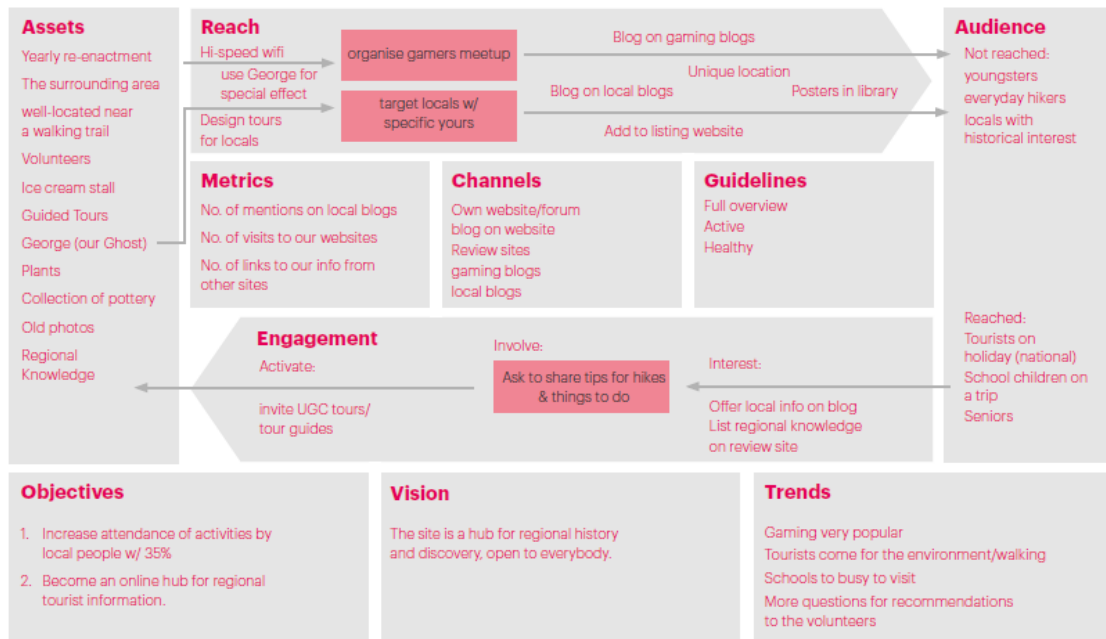 Assets
Yearly re-enactment
The surrounding area
well-located near
a walking trail
Volunteers
Ice cream stall
Guided Tours
George (our Ghost)
Plants
Collection of pottery
Old photos
Regional
Knowledge
Reach
Hi-speed wifi
use George for
special effect
Design tours
for locals
organise gamers meetup
target locals w/
specific yours
Blog on gaming blogs
Unique location
Blog on local blogs
Posters in library
Add to listing website
Audience
Not reached:
youngsters
everyday hikers
locals with
historical interest
Reached:
Tourists on
holiday (national)
School children on
a trip
Seniors
Metrics
No. of mentions on local blogs
No. of visits to our websites
No. of links to our info from
other sites
Channels
Own website/forum
blog on website
Review sites
gaming blogs
local blogs
Guidelines
Full overview
Active
Healthy
Engagement
Activate:
invite UGC tours/
tour guides
Involve:
Ask to share tips for hikes
& things to do
Interest:
Offer local info on blog
List regional knowledge
on review site
Objectives
1. Increase attendance of activities by
local people w/ 35%
2. Become an online hub for regional
tourist information.
Vision
The site is a hub for regional history
and discovery, open to everybody.
Trends
Gaming very popular
Tourists come for the environment/walking
Schools to busy to visit
More questions for recommendations
to the volunteers